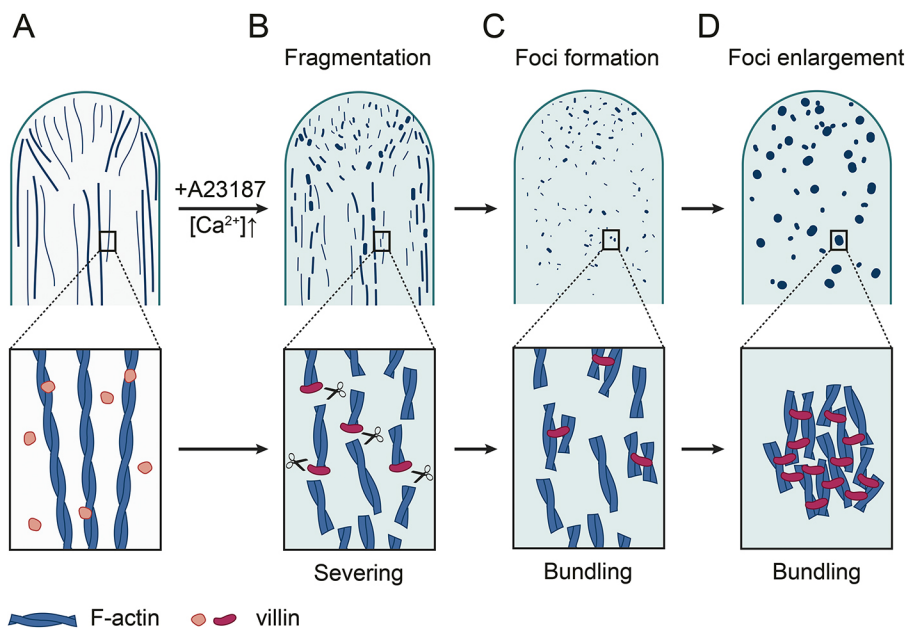 A
B
C
D
Fragmentation
Foci formation
Foci enlargement
+A23187
[Ca²⁺]↑
Severing
Bundling
Bundling
F-actin
villin